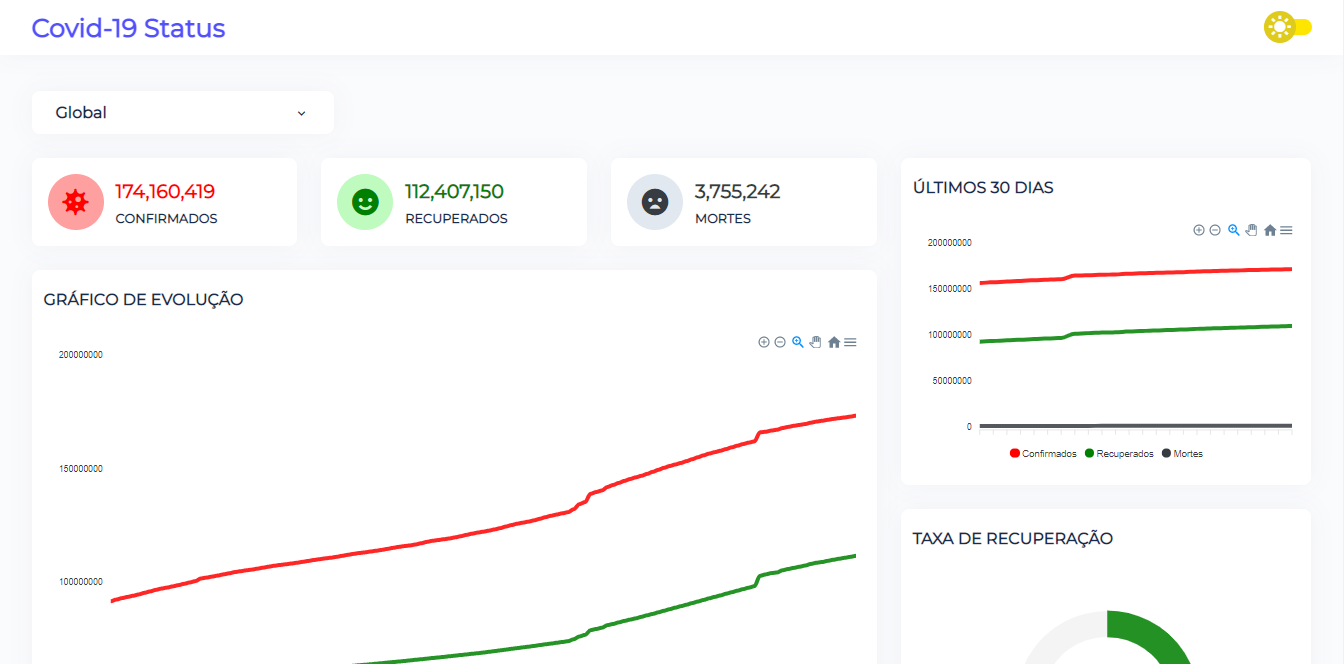 Covid-19 Status
Global
174,160,419
CONFIRMADOS
112,407,150
RECUPERADOS
3,755,242
MORTES
GRÁFICO DE EVOLUÇÃO
200000000
150000000
100000000
ÚLTIMOS 30 DIAS
200000000
150000000
100000000
50000000
0
Confirmados Recuperados Mortes
TAXA DE RECUPERAÇÃO